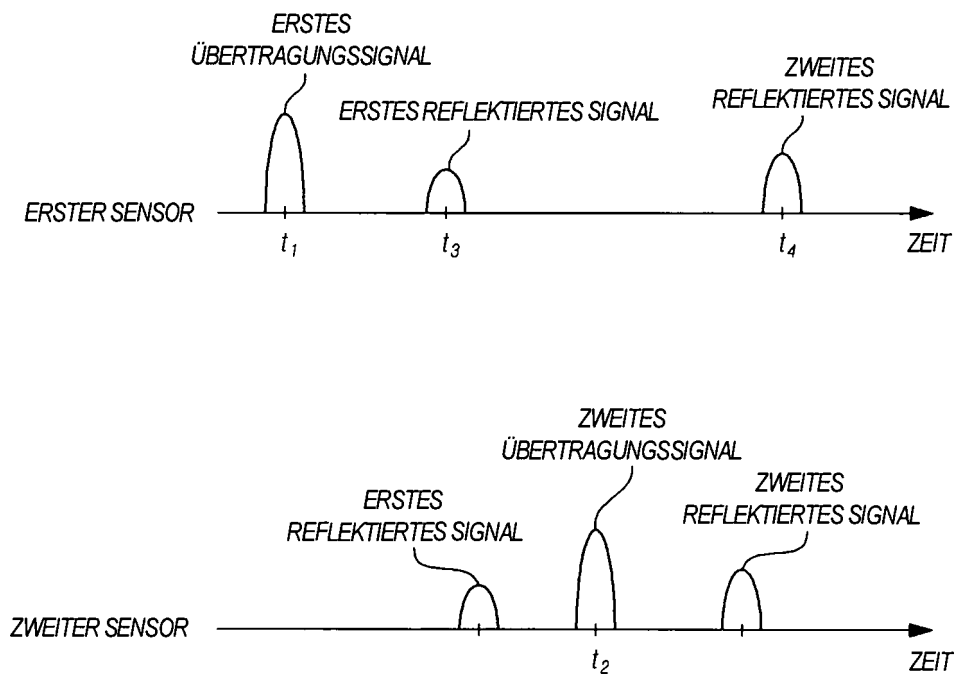 ERSTES
ÜBERTRAGUNGSSIGNAL
ERSTES REFLEKTIERTES SIGNAL
ZWEITES
REFLEKTIERTES SIGNAL
ERSTER SENSOR
t1
t3
t4
ZEIT
ZWEITES
ÜBERTRAGUNGSSIGNAL
ERSTES
REFLEKTIERTES SIGNAL
ZWEITES
REFLEKTIERTES SIGNAL
ZWEITER SENSOR
t2
ZEIT